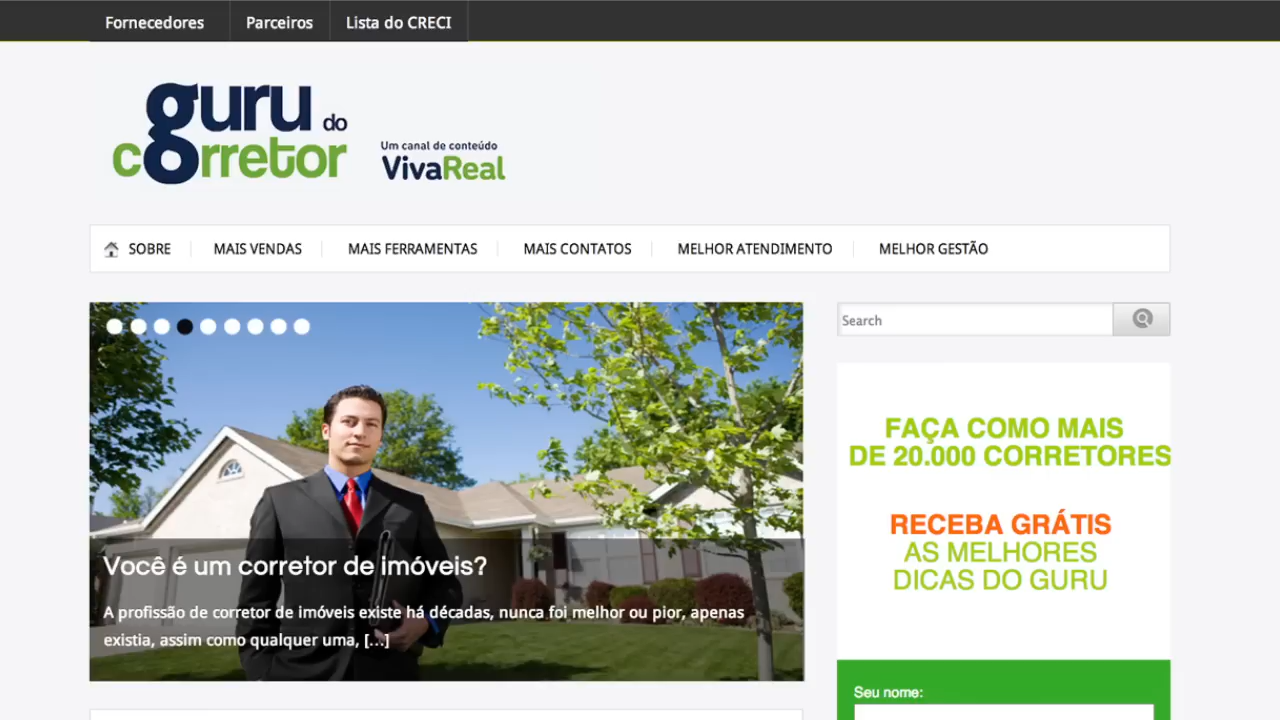 Fornecedores
Parceiros
Lista do CRECI
guru do
corretor
Um canal de conteúdo
VivaReal
SOBRE
MAIS VENDAS
MAIS FERRAMENTAS
MAIS CONTATOS
MELHOR ATENDIMENTO
MELHOR GESTÃO
Você é um corretor de imóveis?
A profissão de corretor de imóveis existe há décadas, nunca foi melhor ou pior, apenas
existia, assim como qualquer uma, [...]
Search
FAÇA COMO MAIS
DE 20.000 CORRETORES
RECEBA GRÁTIS
AS MELHORES
DICAS DO GURU
Seu nome: